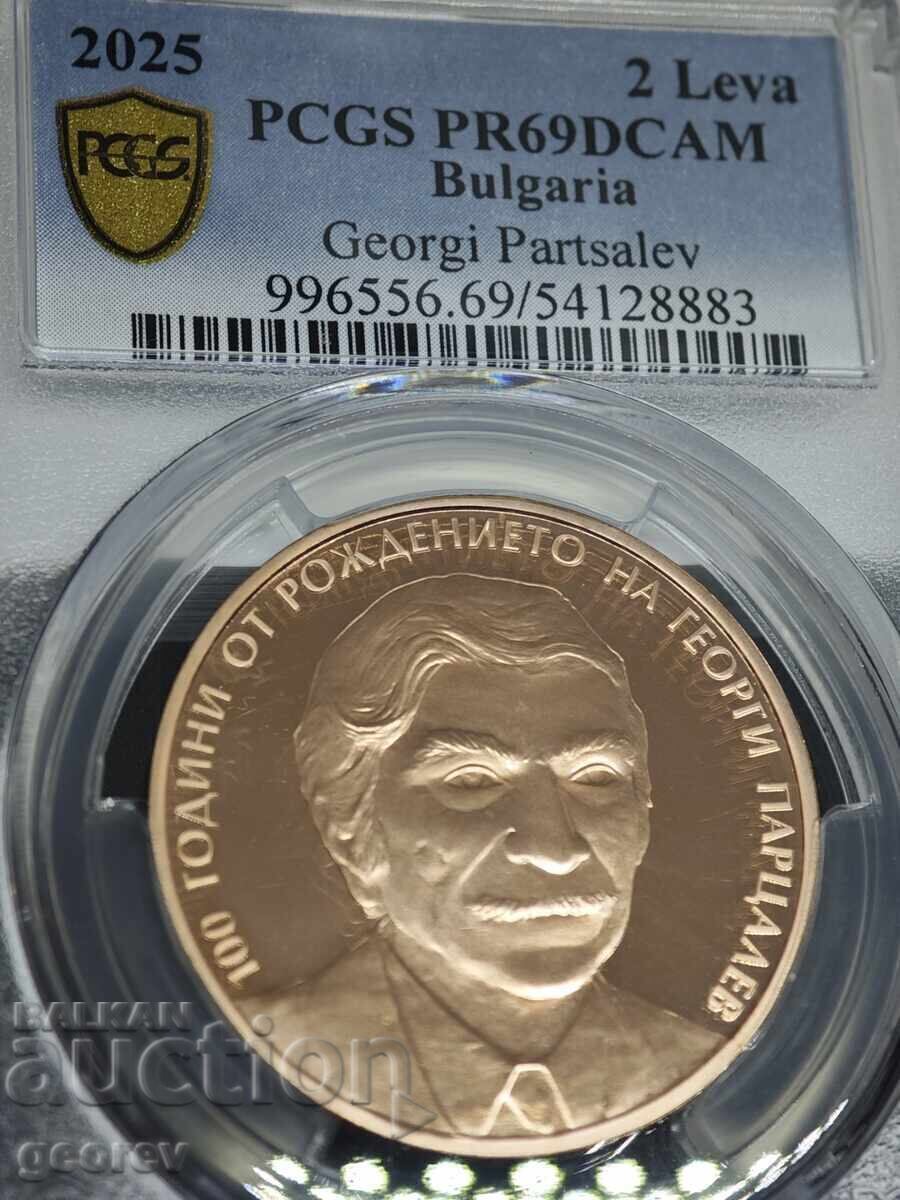 2025
2 Leva
PCGS
PCGS PR69DCAM
Bulgaria
Georgi Partsalev
996556.69/54128883
100 ГОДИНИ ОТ РОЖДЕНИЕТО НА ГЕОРГИ ПАРЦАЛЕВ
BALKAN
auction
georev